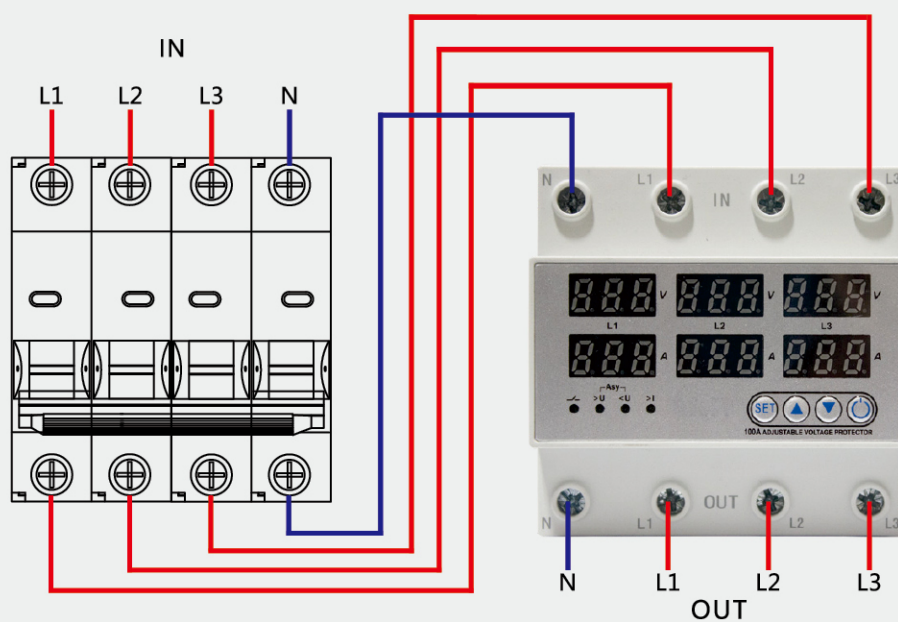 IN
L1 L2 L3 N
N L1 IN L2 L3
V V V
L1 L2 L3
A A A
Asy
>U <U >I
SET
100A ADJUSTABLE VOLTAGE PROTECTOR
N L1 OUT L2 L3
N L1 L2 L3
OUT